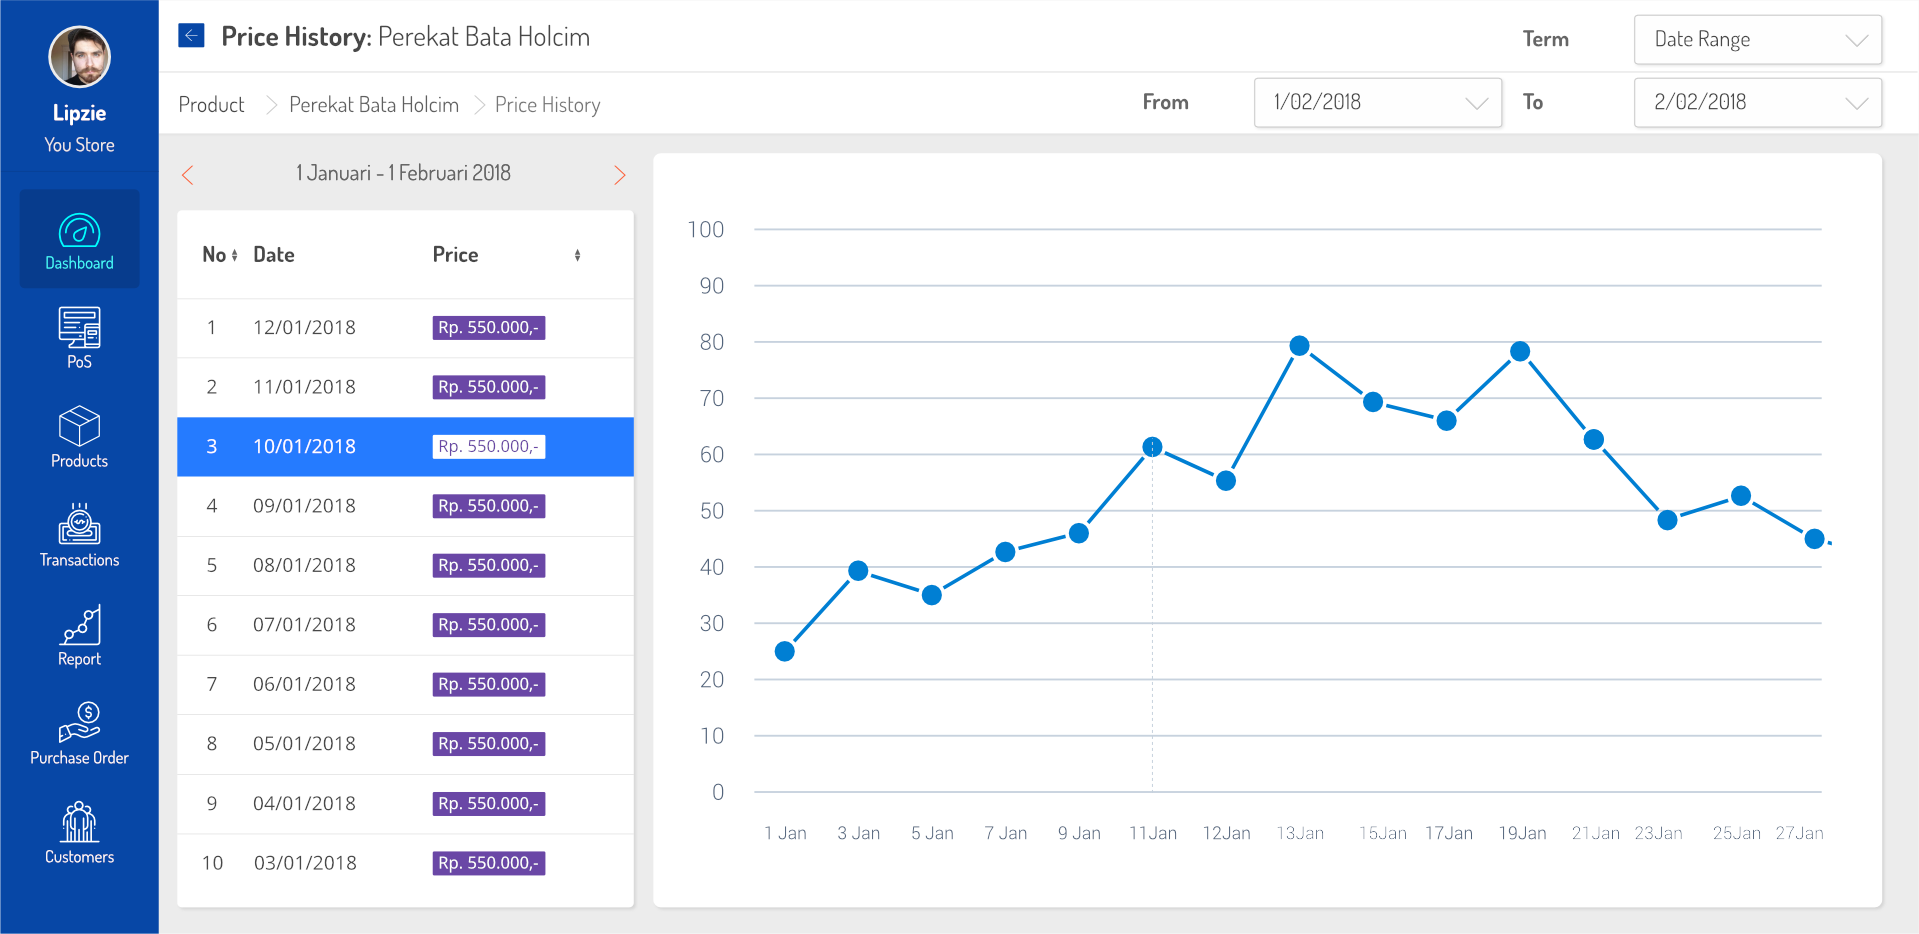 Lipzie
You Store
Dashboard
PoS
Products
Transactions
Report
Purchase Order
Customers
Price History: Perekat Bata Holcim
Term
Date Range
Product
Perekat Bata Holcim
Price History
From
1/02/2018
To
2/02/2018
1 Januari - 1 Februari 2018
No Date Price
1 12/01/2018 Rp. 550.000,-
2 11/01/2018 Rp. 550.000,-
3 10/01/2018 Rp. 550.000,-
4 09/01/2018 Rp. 550.000,-
5 08/01/2018 Rp. 550.000,-
6 07/01/2018 Rp. 550.000,-
7 06/01/2018 Rp. 550.000,-
8 05/01/2018 Rp. 550.000,-
9 04/01/2018 Rp. 550.000,-
10 03/01/2018 Rp. 550.000,-
100
90
80
70
60
50
40
30
20
10
0
1 Jan 3 Jan 5 Jan 7 Jan 9 Jan 11Jan 12Jan 13Jan 15Jan 17Jan 19Jan 21Jan 23Jan 25Jan 27Jan